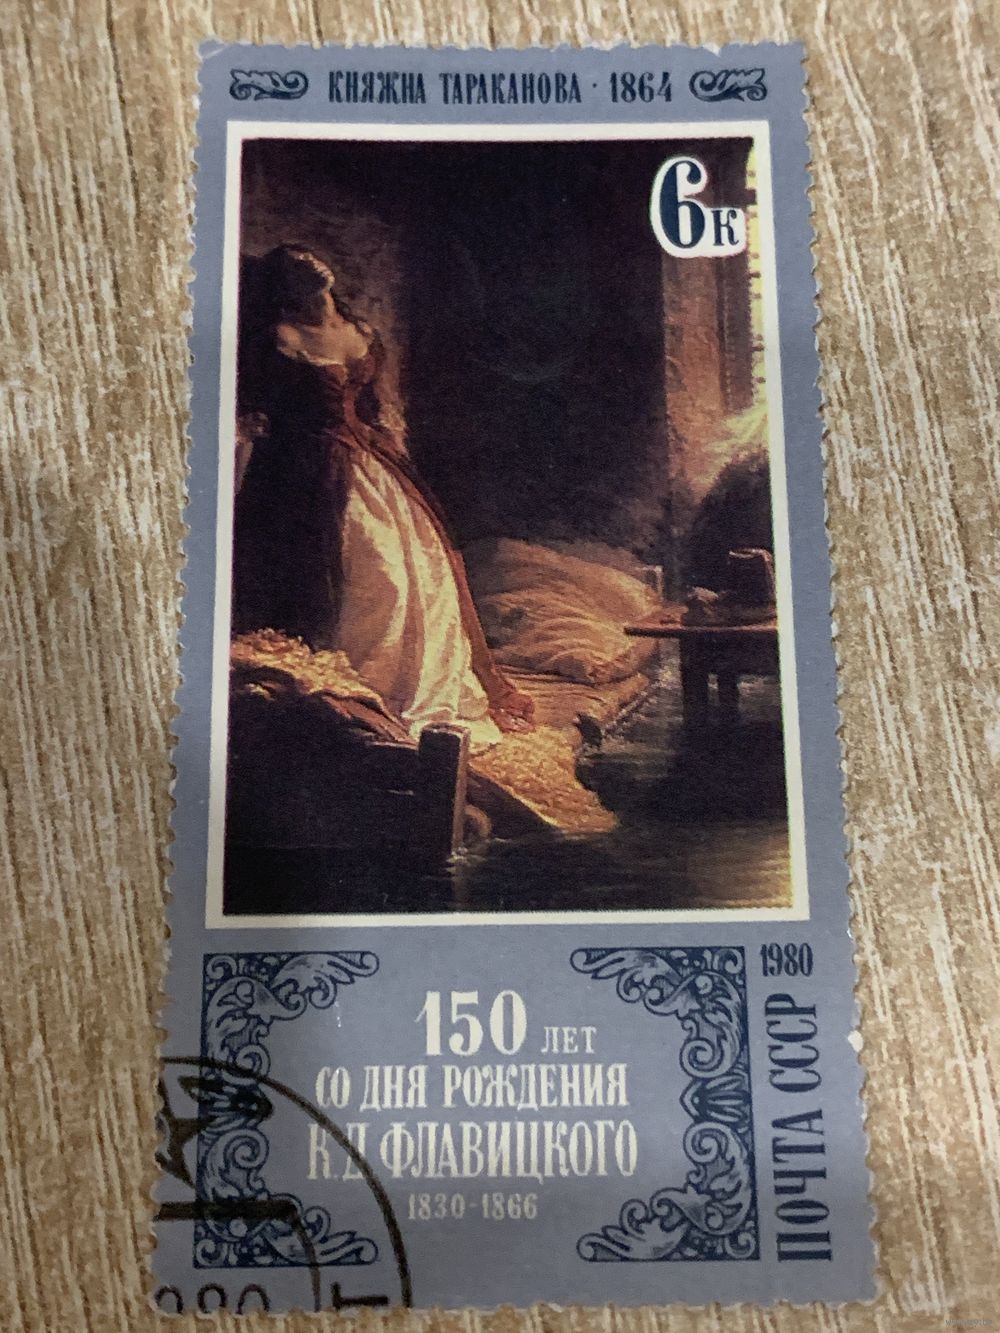 КНЯЖНА ТАРАКАНОВА · 1864
6к
1980
ПОЧТА СССР
150 ЛЕТ
СО ДНЯ РОЖДЕНИЯ
К.Д ФЛАВИЦКОГО
1830-1866